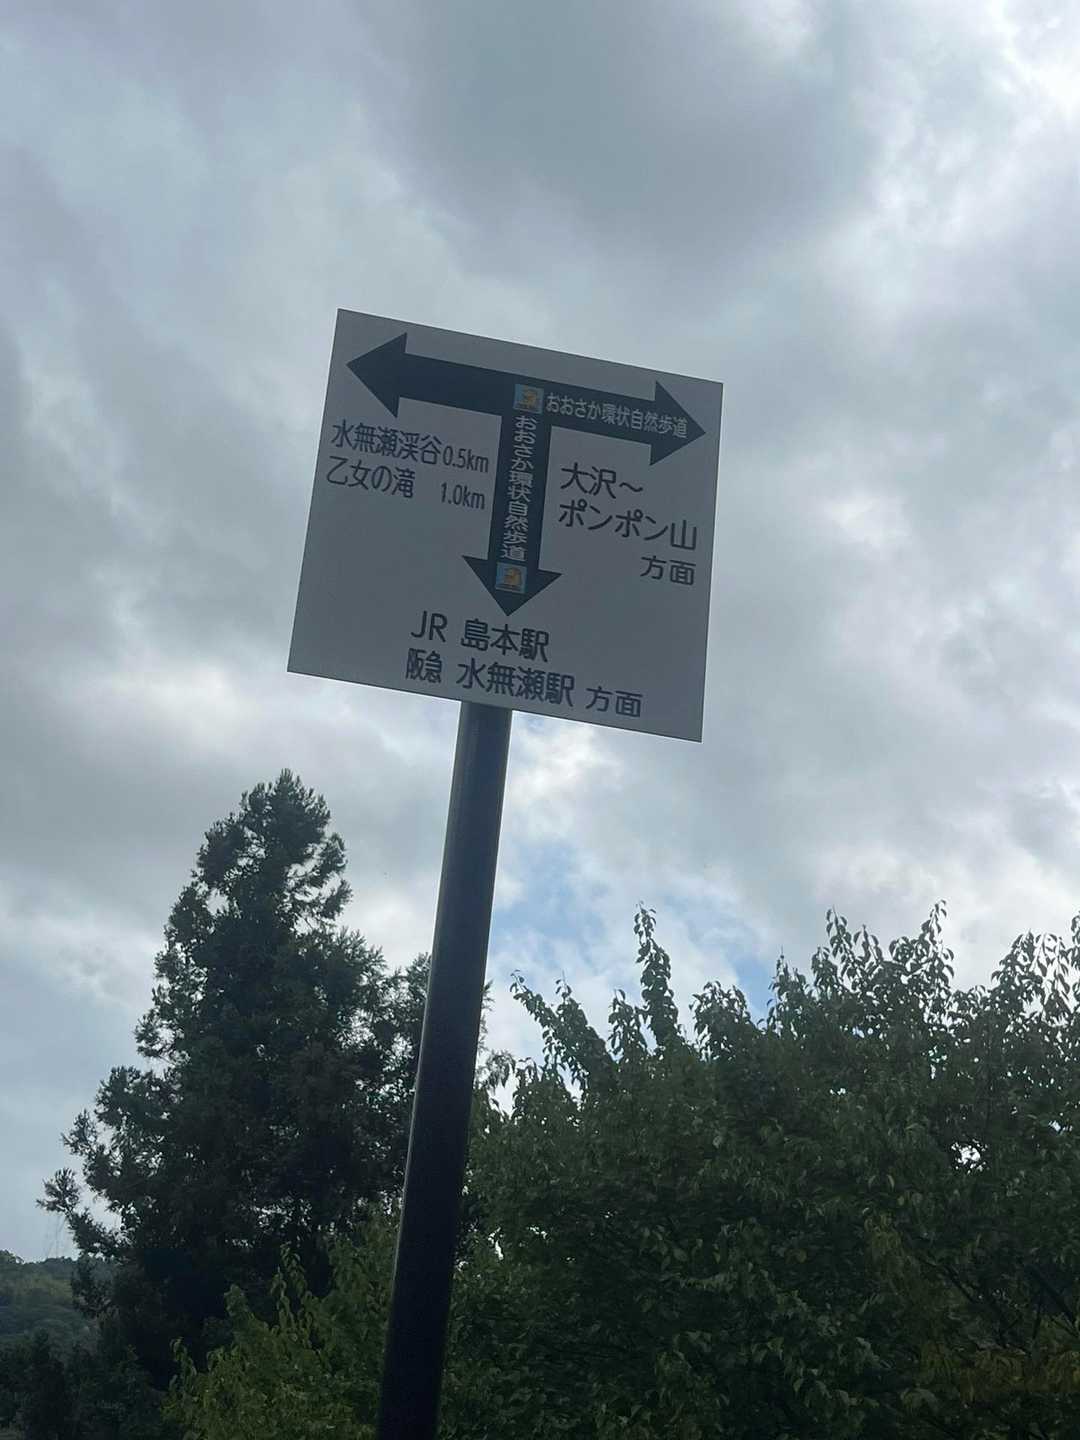 おおさか環状自然歩道
おおさか環状自然歩道
水無瀬渓谷0.5km
乙女の滝 1.0km
大沢～
ポンポン山
方面
JR 島本駅
阪急 水無瀬駅 方面